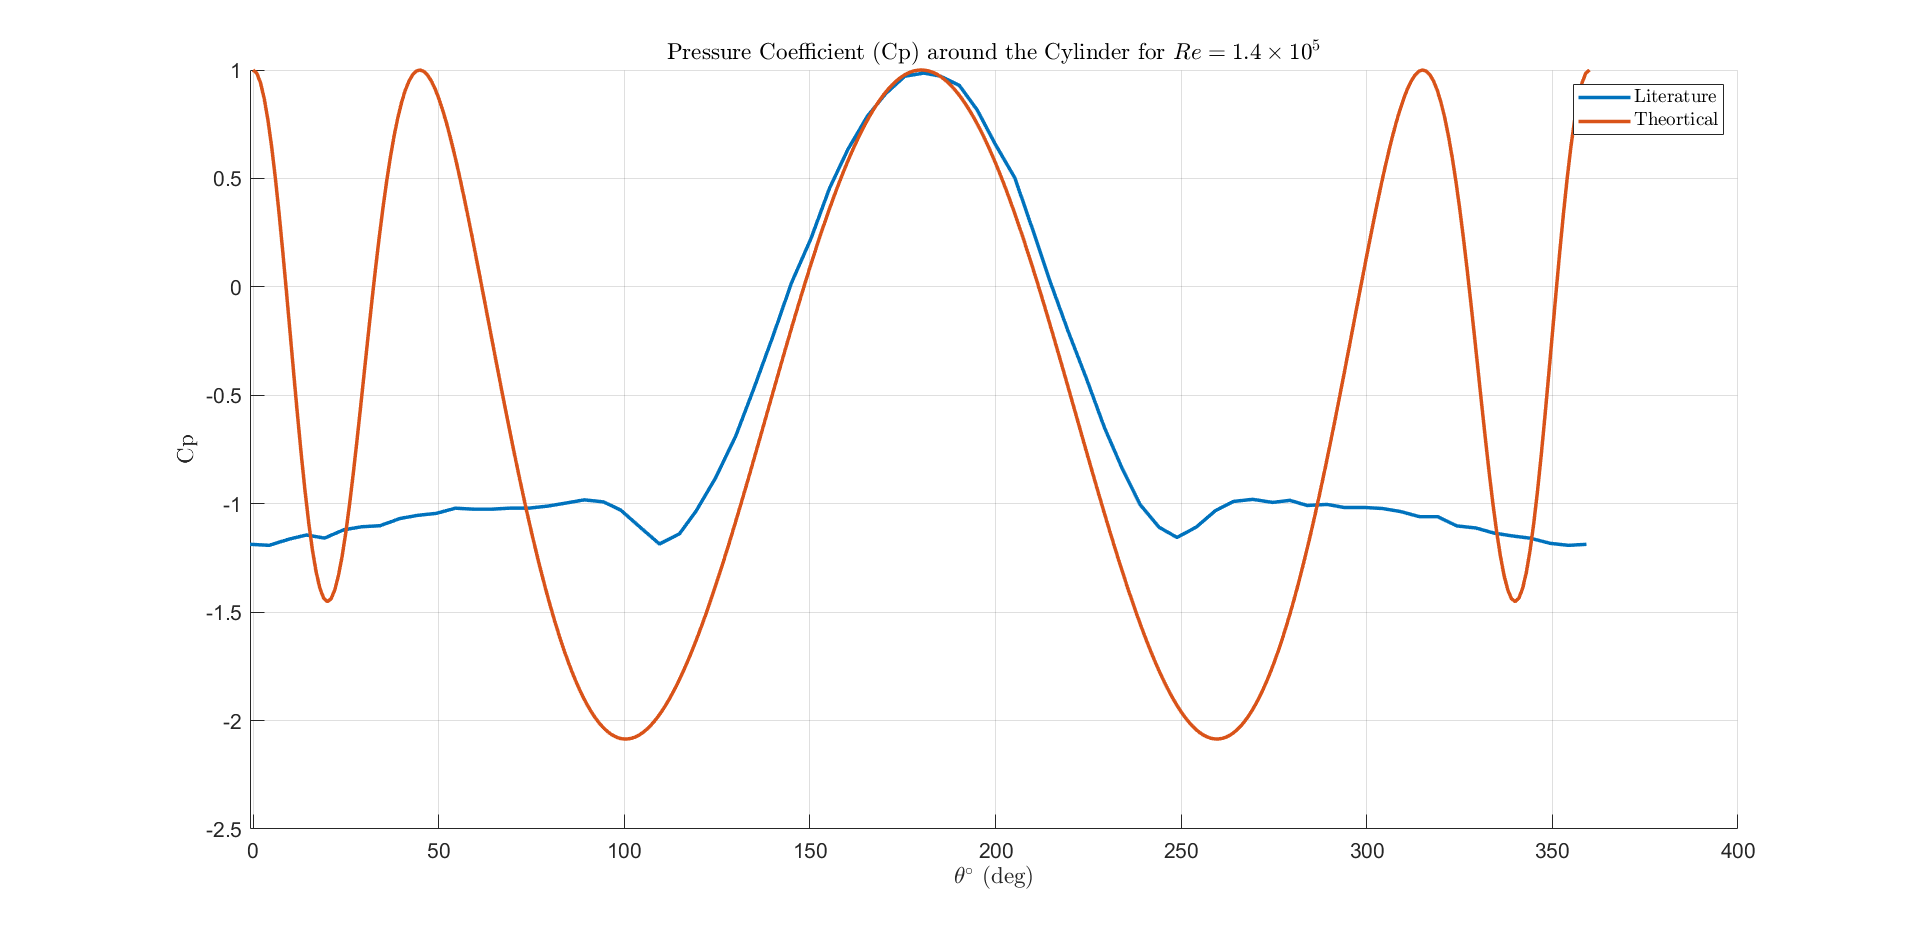 Pressure Coefficient (Cp) around the Cylinder for $Re = 1.4 \times 10^5$
Literature
Theortical
1
0.5
0
-0.5
-1
-1.5
-2
-2.5
Cp
0 50 100 150 200 250 300 350 400
θ° (deg)